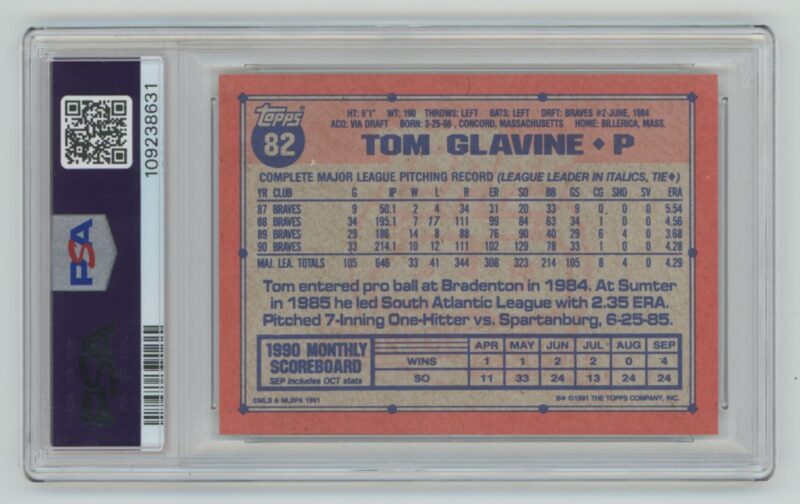 Topps
82
HT: 6'1" WT: 190 THROWS: LEFT BATS: LEFT DRFT: BRAVES #2-JUNE, 1984
ACQ: VIA DRAFT BORN: 3-25-66, CONCORD, MASSACHUSETTS HOME: BILLERICA, MASS.
TOM GLAVINE ♦ P
COMPLETE MAJOR LEAGUE PITCHING RECORD (LEAGUE LEADER IN ITALICS, TIE♦)
YR CLUB G IP W L R ER SO BB GS CG SHO SV ERA
87 BRAVES 9 50.1 2 4 34 31 20 33 9 0 0 0 5.54
88 BRAVES 34 195.1 7 17 111 99 84 63 34 1 0 0 4.56
89 BRAVES 29 186 14 8 88 76 90 40 29 6 4 0 3.68
90 BRAVES 33 214.1 10 12 111 102 129 78 33 1 0 0 4.28
MAJ. LEA. TOTALS 105 646 33 41 344 308 323 214 105 8 4 0 4.29
Tom entered pro ball at Bradenton in 1984. At Sumter
in 1985 he led South Atlantic League with 2.35 ERA.
Pitched 7-Inning One-Hitter vs. Spartanburg, 6-25-85.
1990 MONTHLY
SCOREBOARD
SEP includes OCT stats
APR MAY JUN JUL AUG SEP
WINS 1 1 2 2 0 4
SO 11 33 24 13 24 24
©MLB & MLBPA 1991
B* ©1991 THE TOPPS COMPANY, INC.
109238631
PSA
PSA